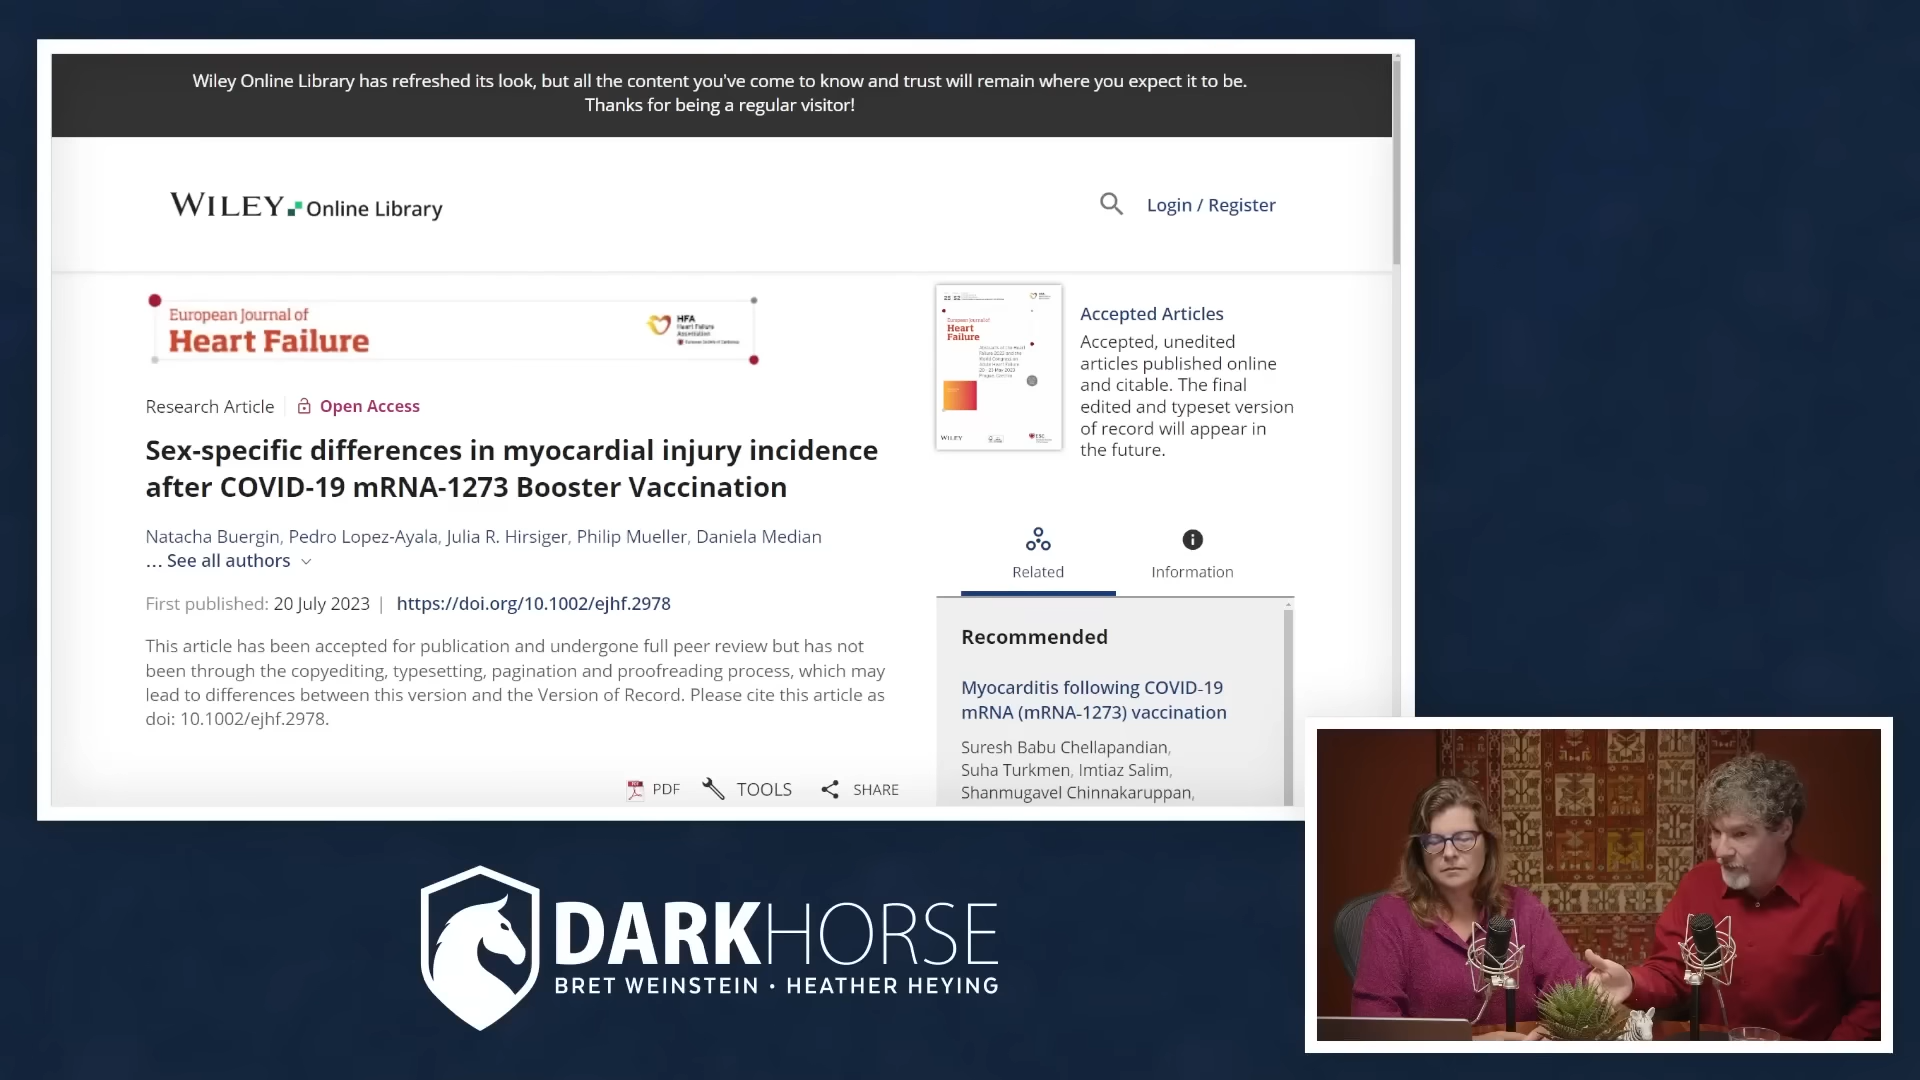 Wiley Online Library has refreshed its look, but all the content you've come to know and trust will remain where you expect it to be.
Thanks for being a regular visitor!
WILEY Online Library
Login / Register
European Journal of
Heart Failure
HFA
Heart Failure
Association
Research Article
Open Access
Sex-specific differences in myocardial injury incidence
after COVID-19 mRNA-1273 Booster Vaccination
Natacha Buergin, Pedro Lopez-Ayala, Julia R. Hirsiger, Philip Mueller, Daniela Median
... See all authors
First published: 20 July 2023 | https://doi.org/10.1002/ejhf.2978
This article has been accepted for publication and undergone full peer review but has not
been through the copyediting, typesetting, pagination and proofreading process, which may
lead to differences between this version and the Version of Record. Please cite this article as
doi: 10.1002/ejhf.2978.
PDF TOOLS SHARE
European Journal of
Heart
Failure
WILEY
Accepted Articles
Accepted, unedited
articles published online
and citable. The final
edited and typeset version
of record will appear in
the future.
Related
Information
Recommended
Myocarditis following COVID-19
mRNA (mRNA-1273) vaccination
Suresh Babu Chellapandian,
Suha Turkmen, Imtiaz Salim,
Shanmugavel Chinnakaruppan,
DARKHORSE
BRET WEINSTEIN · HEATHER HEYING